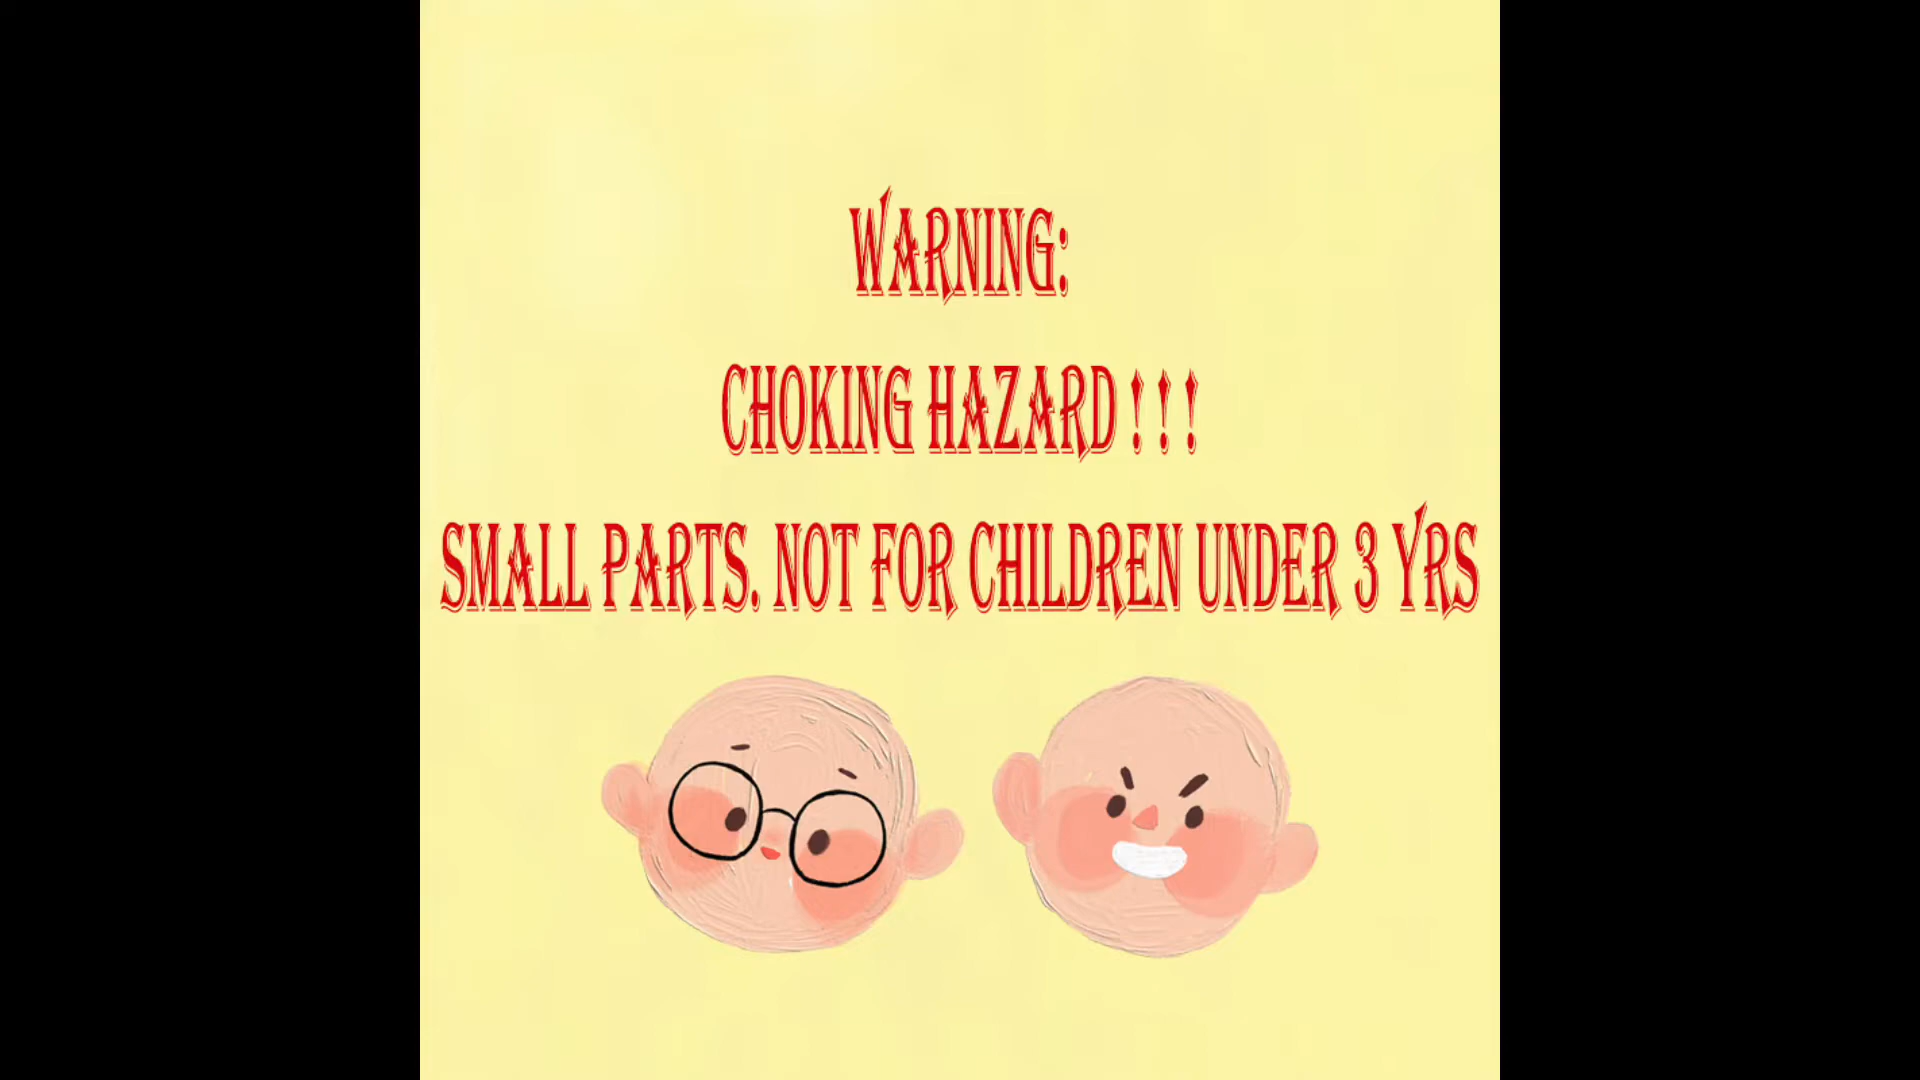 WARNING:
CHOKING HAZARD ! ! !
SMALL PARTS. NOT FOR CHILDREN UNDER 3 YRS